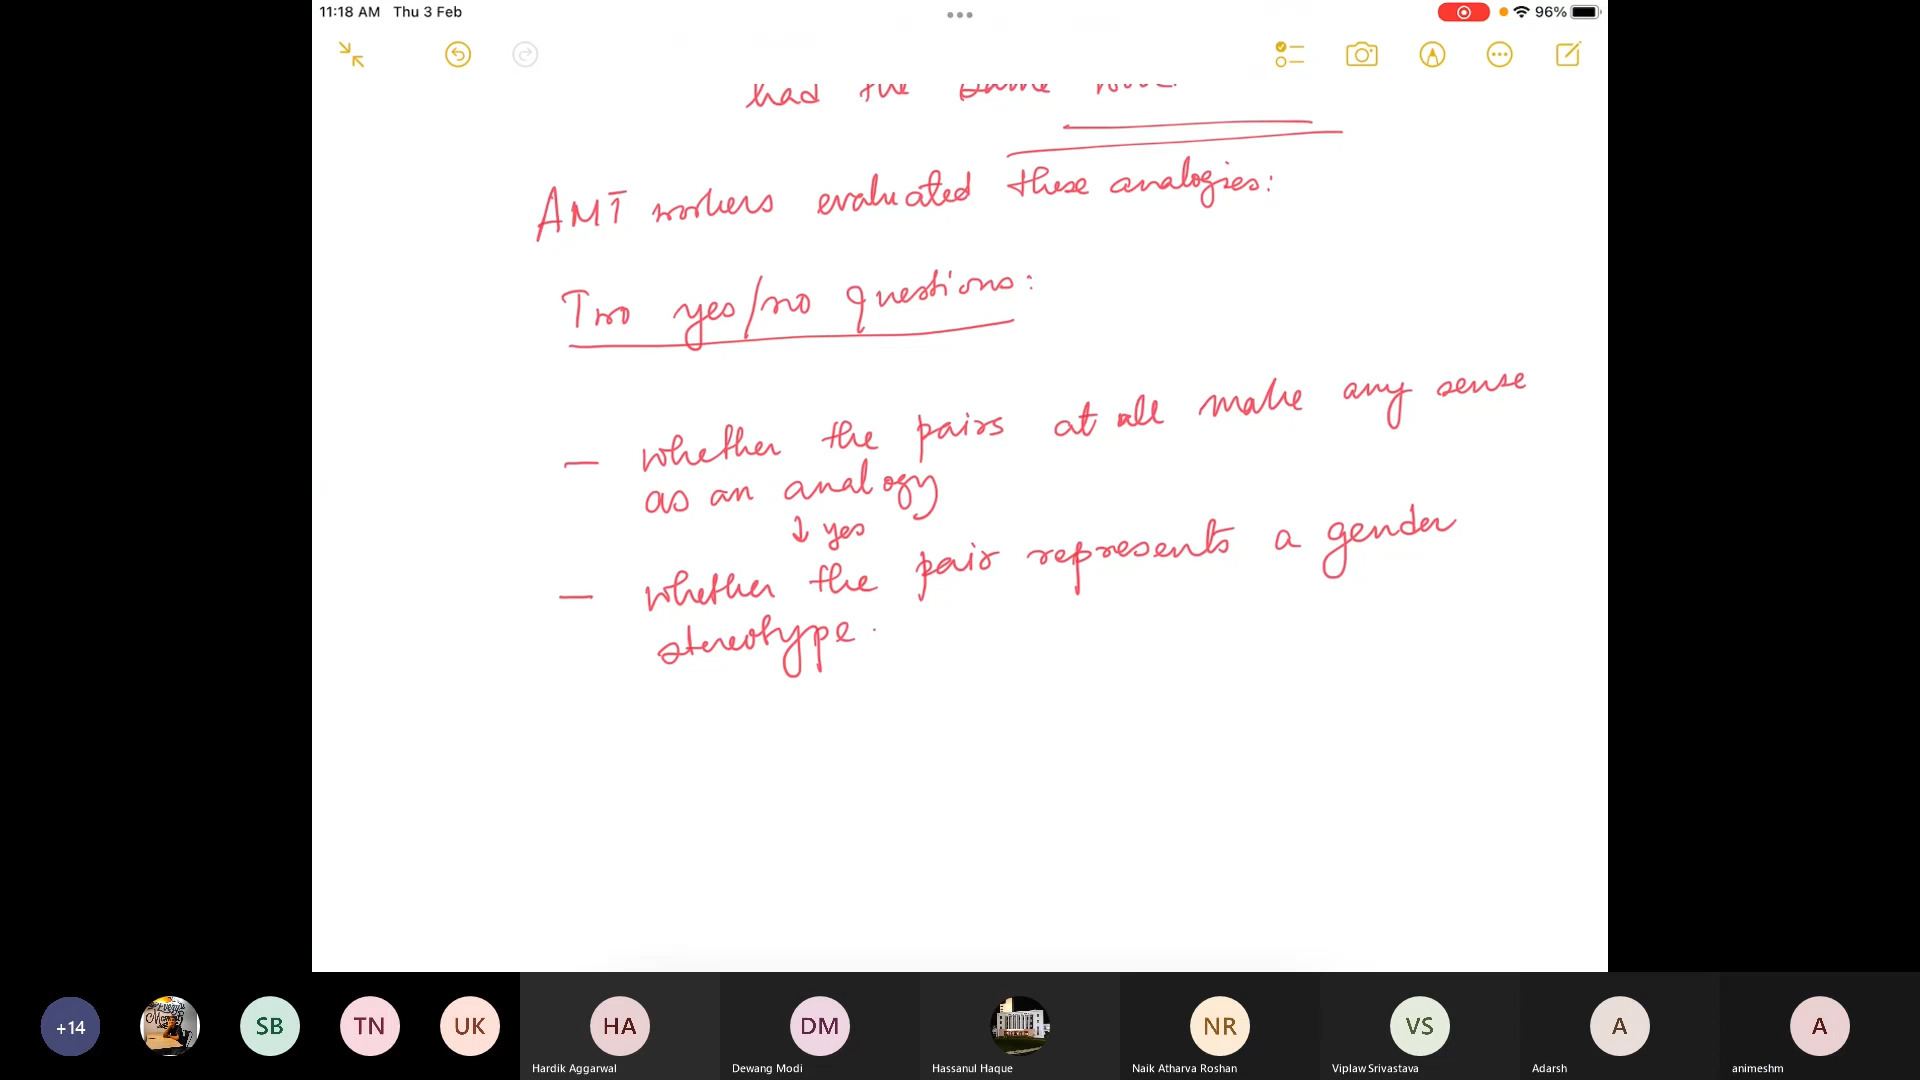 11:18 AM Thu 3 Feb
96%
had the same
AMT workers evaluated these analogies:
Two yes/no questions:
— whether the pairs at all make any sense
as an analogy
↓ yes
— whether the pair represents a gender
stereotype.
+14
SB
TN
UK
HA
DM
NR
VS
A
A
Hardik Aggarwal
Dewang Modi
Hassanul Haque
Naik Atharva Roshan
Viplaw Srivastava
Adarsh
animeshm